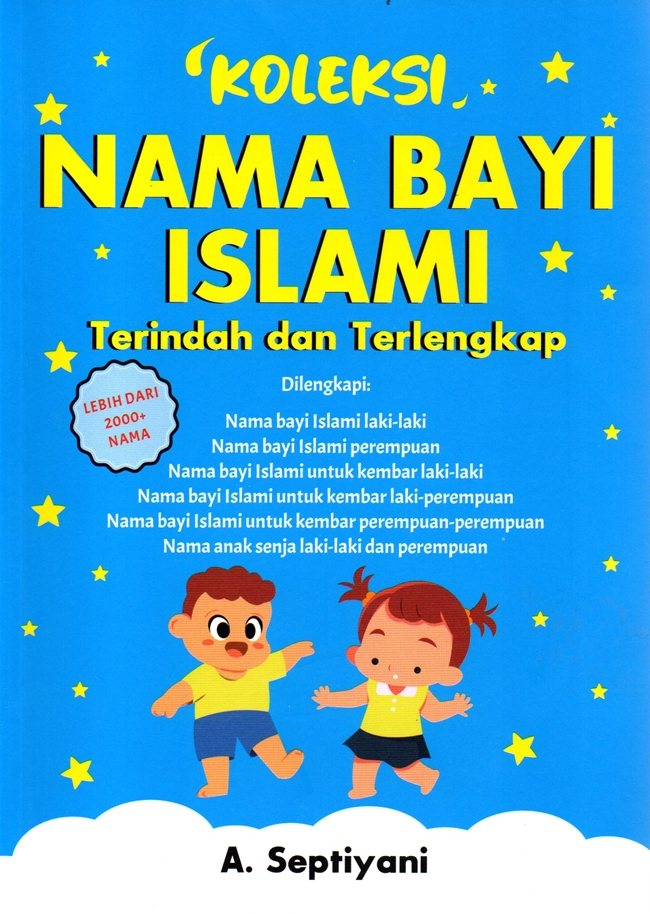 KOLEKSI
NAMA BAYI
ISLAMI
Terindah dan Terlengkap
Dilengkapi:
LEBIH DARI
2000+
NAMA
Nama bayi Islami laki-laki
Nama bayi Islami perempuan
Nama bayi Islami untuk kembar laki-laki
Nama bayi Islami untuk kembar laki-perempuan
Nama bayi Islami untuk kembar perempuan-perempuan
Nama anak senja laki-laki dan perempuan
A. Septiyani